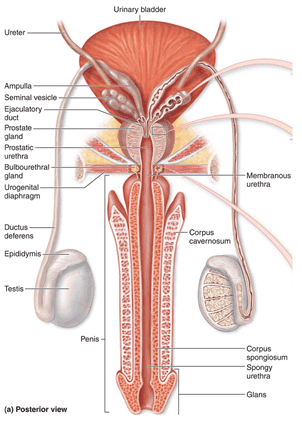 Urinary bladder
Ureter
Ampulla
Seminal vesicle
Ejaculatory
duct
Prostate
gland
Prostatic
urethra
Bulbourethral
gland
Urogenital
diaphragm
Membranous
urethra
Ductus
deferens
Corpus
cavernosum
Epididymis
Testis
Penis
Corpus
spongiosum
Spongy
urethra
Glans
(a) Posterior view